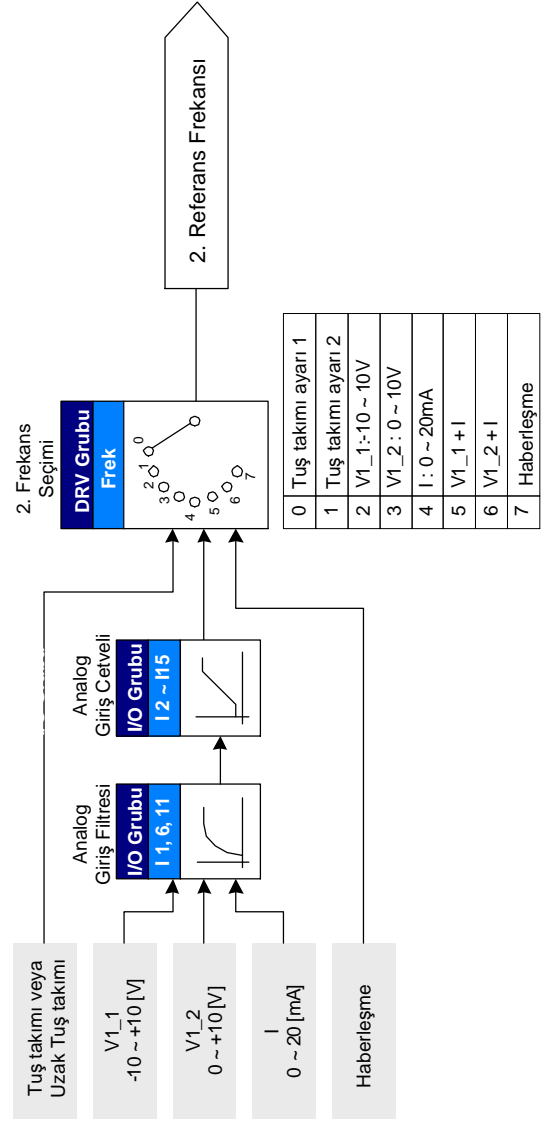 Tuş takımı veya
Uzak Tuş takımı
V1_1
-10 ~ +10 [V]
V1_2
0 ~ +10 [V]
I
0 ~ 20 [mA]
Haberleşme
Analog
Giriş Filtresi
I/O Grubu
I 1, 6, 11
Analog
Giriş Cetveli
I/O Grubu
I 2 ~ I15
2. Frekans
Seçimi
DRV Grubu
Frek
0
1
2
3
4
5
6
7
2. Referans Frekansı
0 Tuş takımı ayarı 1
1 Tuş takımı ayarı 2
2 V1_1:-10 ~ 10V
3 V1_2 : 0 ~ 10V
4 I : 0 ~ 20mA
5 V1_1 + I
6 V1_2 + I
7 Haberleşme